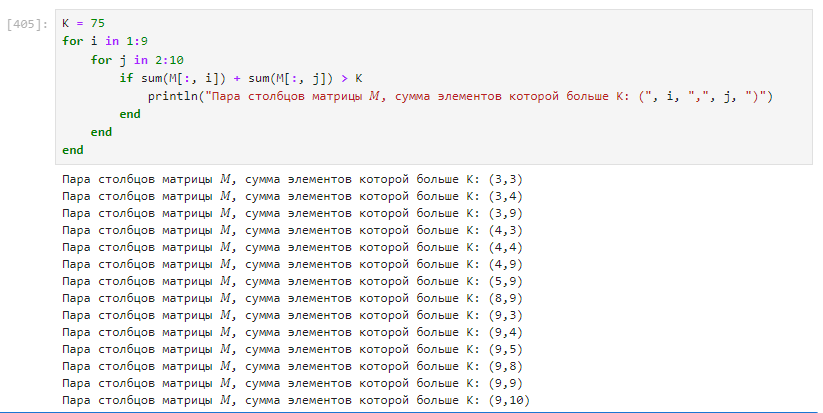 [405]: K = 75
for i in 1:9
    for j in 2:10
        if sum(M[:, i]) + sum(M[:, j]) > K
            println("Пара столбцов матрицы 𝑀, сумма элементов которой больше K: (", i, ",", j, ")")
        end
    end
end
Пара столбцов матрицы 𝑀, сумма элементов которой больше K: (3,3)
Пара столбцов матрицы 𝑀, сумма элементов которой больше K: (3,4)
Пара столбцов матрицы 𝑀, сумма элементов которой больше K: (3,9)
Пара столбцов матрицы 𝑀, сумма элементов которой больше K: (4,3)
Пара столбцов матрицы 𝑀, сумма элементов которой больше K: (4,4)
Пара столбцов матрицы 𝑀, сумма элементов которой больше K: (4,9)
Пара столбцов матрицы 𝑀, сумма элементов которой больше K: (5,9)
Пара столбцов матрицы 𝑀, сумма элементов которой больше K: (8,9)
Пара столбцов матрицы 𝑀, сумма элементов которой больше K: (9,3)
Пара столбцов матрицы 𝑀, сумма элементов которой больше K: (9,4)
Пара столбцов матрицы 𝑀, сумма элементов которой больше K: (9,5)
Пара столбцов матрицы 𝑀, сумма элементов которой больше K: (9,8)
Пара столбцов матрицы 𝑀, сумма элементов которой больше K: (9,9)
Пара столбцов матрицы 𝑀, сумма элементов которой больше K: (9,10)